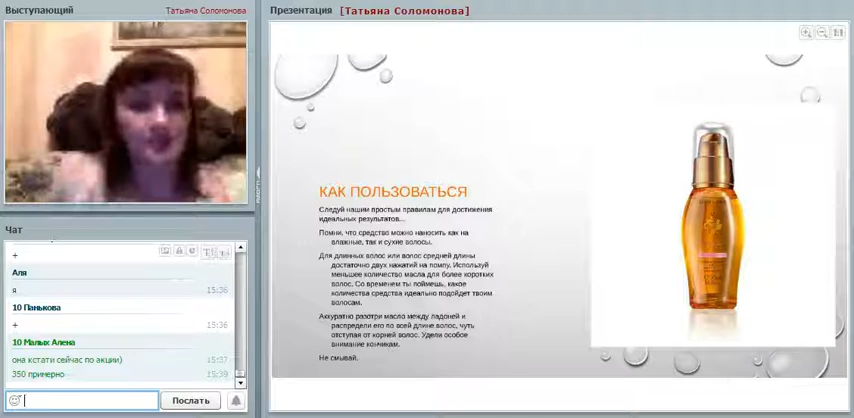 Выступающий
Татьяна Соломонова
Презентация
[Татьяна Соломонова]
КАК ПОЛЬЗОВАТЬСЯ
Следуй нашим простым правилам для достижения
идеальных результатов...
Помни, что средство можно наносить как на
влажные, так и сухие волосы.
Для длинных волос или волос средней длины
достаточно двух нажатий на помпу. Используй
меньшее количество масла для более коротких
волос. Со временем ты поймешь, какое
количества средства идеально подойдет твоим
волосам.
Аккуратно разотри масло между ладоней и
распредели его по всей длине волос, чуть
отступая от корней волос. Удели особое
внимание кончикам.
Не смывай.
Чат
+
Аля
я 15:36
10 Панькова
+ 15:36
10 Малых Алена
она кстати сейчас по акции) 15:37
350 примерно 15:39
Послать